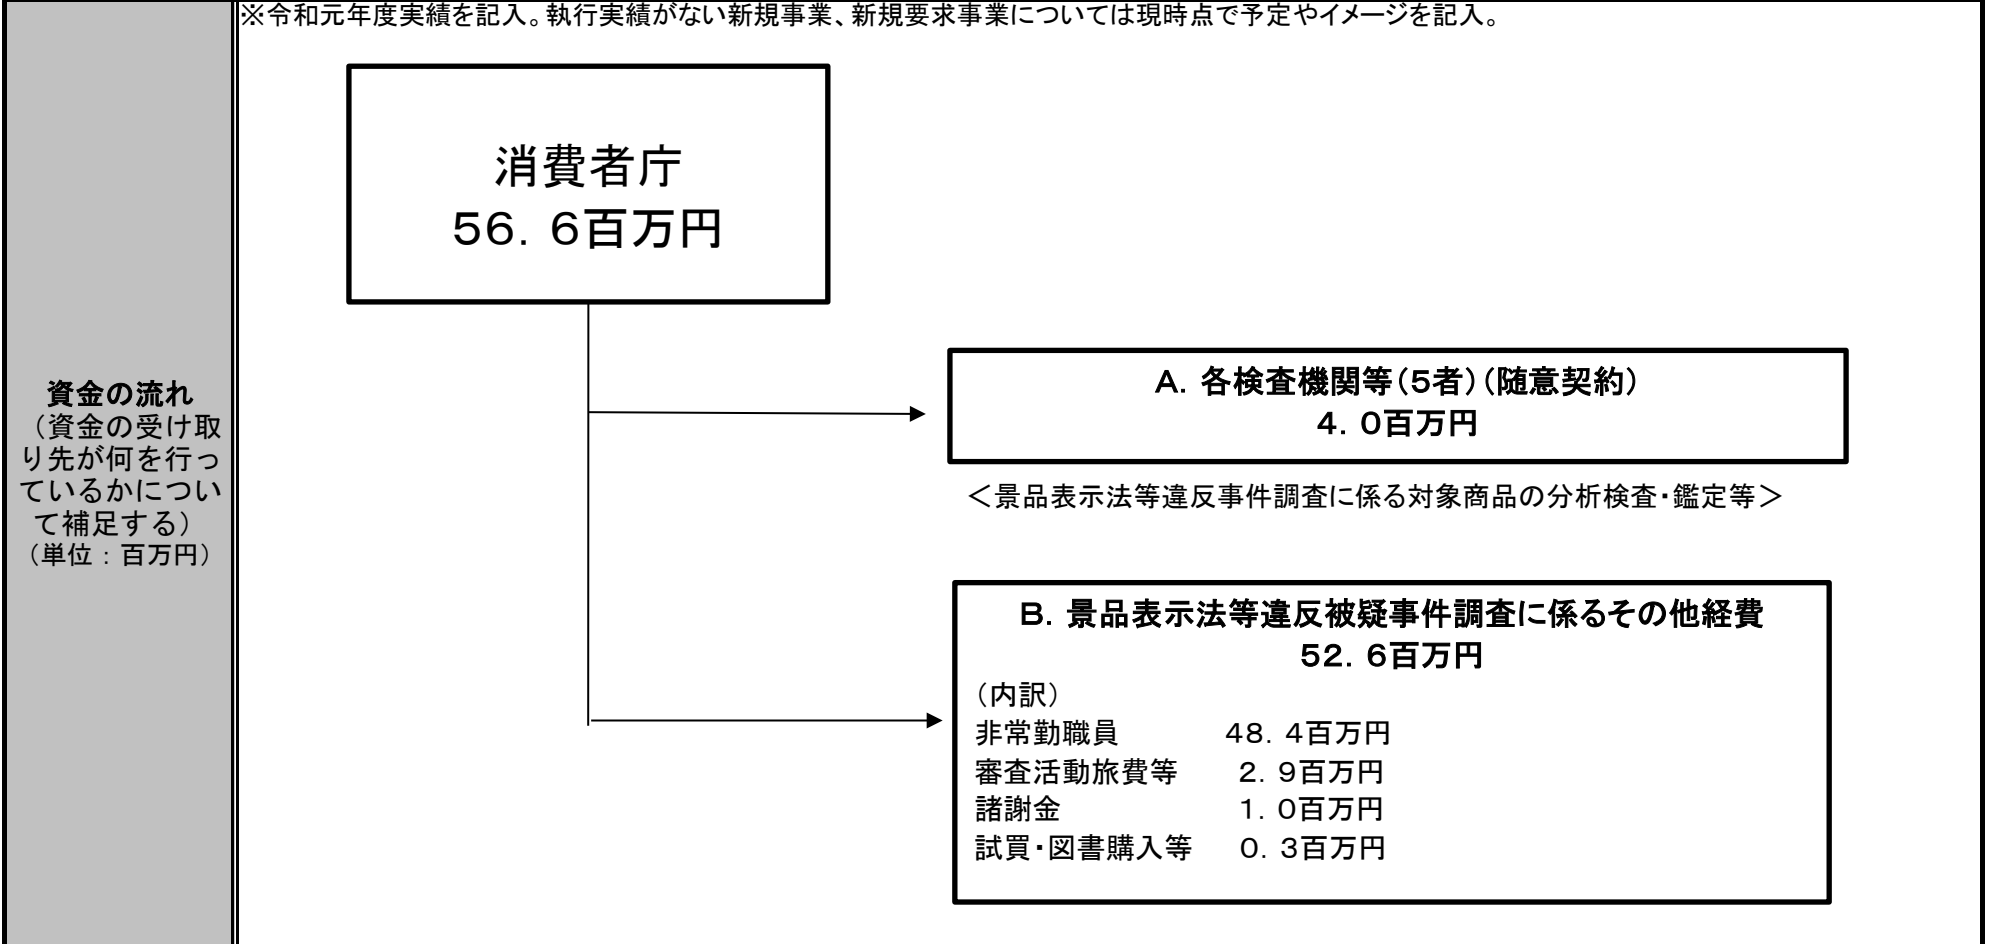 ※令和元年度実績を記入。執行実績がない新規事業、新規要求事業については現時点で予定やイメージを記入。
消費者庁
５６．６百万円
資金の流れ
（資金の受け取
り先が何を行っ
ているかについ
て補足する）
（単位：百万円）
Ａ．各検査機関等（５者）（随意契約）
４．０百万円
＜景品表示法等違反事件調査に係る対象商品の分析検査・鑑定等＞
Ｂ．景品表示法等違反被疑事件調査に係るその他経費
５２．６百万円
（内訳）
非常勤職員　４８．４百万円
審査活動旅費等　２．９百万円
諸謝金　１．０百万円
試買・図書購入等　０．３百万円